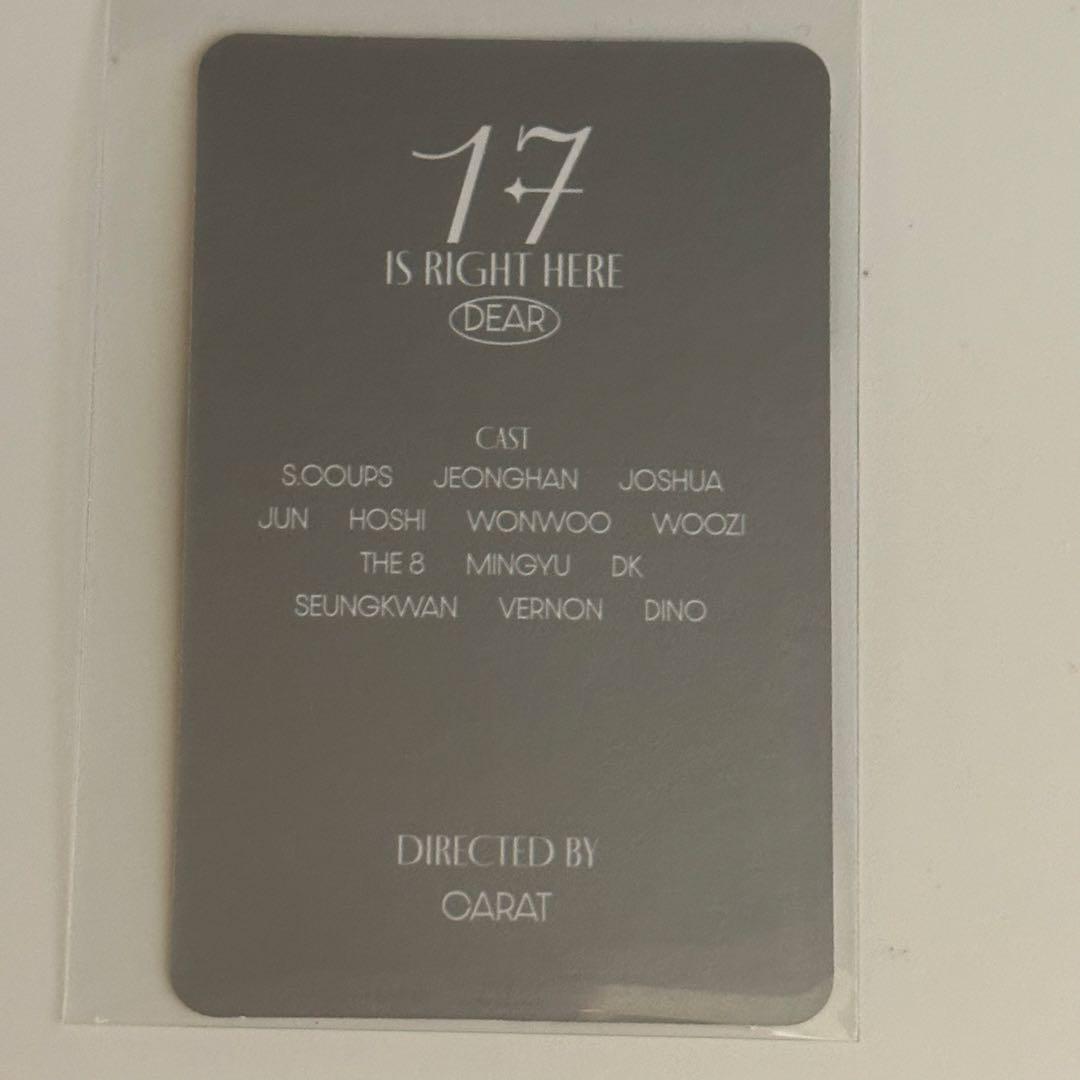 17
IS RIGHT HERE
DEAR
CAST
S.COUPS JEONGHAN JOSHUA
JUN HOSHI WONWOO WOOZI
THE 8 MINGYU DK
SEUNGKWAN VERNON DINO
DIRECTED BY
CARAT